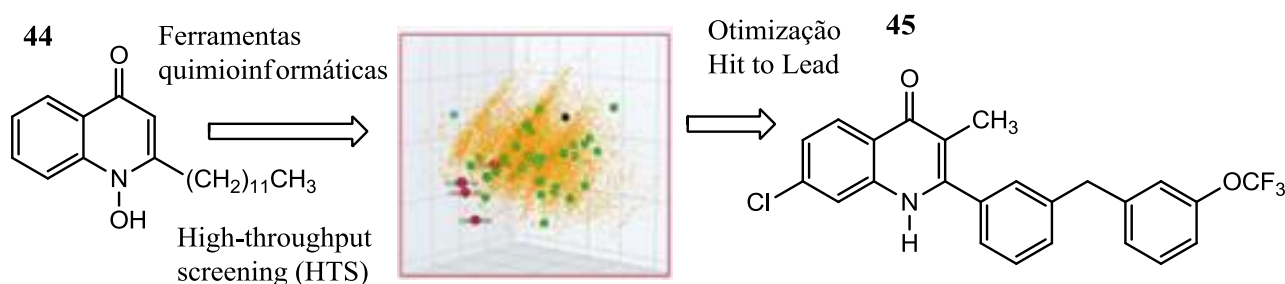 44
Ferramentas
quimioinformáticas
High-throughput
screening (HTS)
O
N
OH
(CH₂)₁₁CH₃
Otimização
Hit to Lead
45
O
CH₃
Cl
N
H
OCF₃